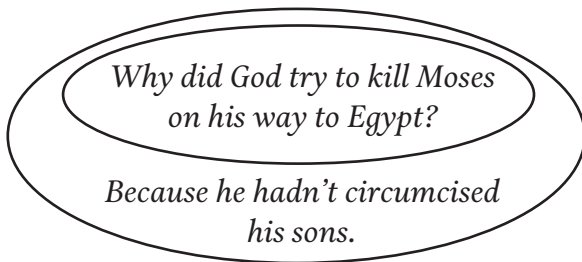 Why did God try to kill Moses
on his way to Egypt?
Because he hadn’t circumcised
his sons.